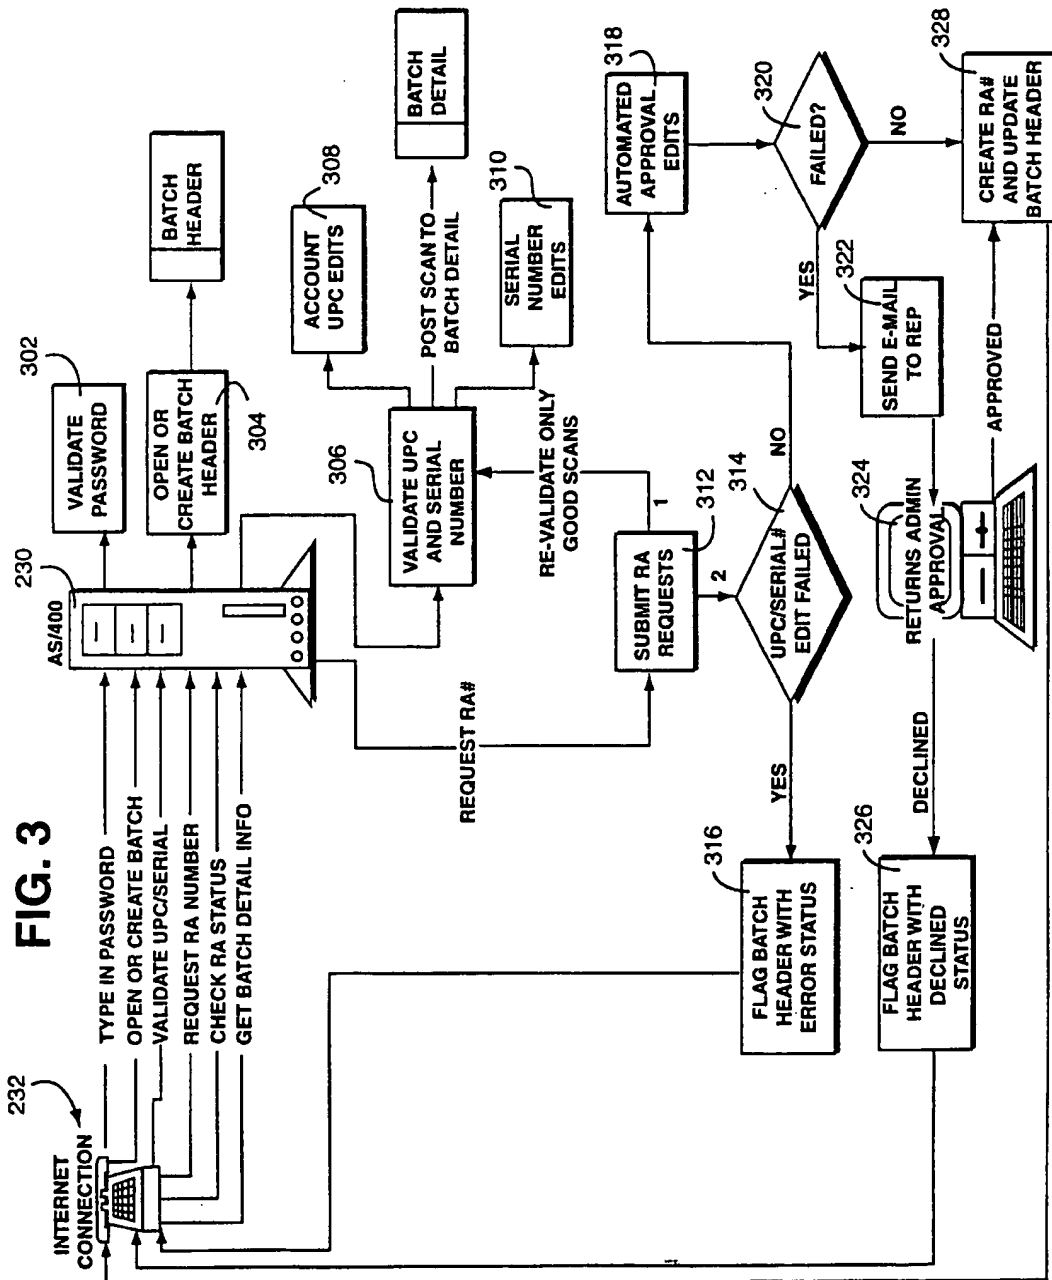 FIG. 3
INTERNET
CONNECTION
232
TYPE IN PASSWORD
OPEN OR CREATE BATCH
VALIDATE UPC/SERIAL
REQUEST RA NUMBER
CHECK RA STATUS
GET BATCH DETAIL INFO
AS/400
230
VALIDATE
PASSWORD
302
OPEN OR
CREATE BATCH
HEADER
304
BATCH
HEADER
VALIDATE UPC
AND SERIAL
NUMBER
306
ACCOUNT
UPC EDITS
308
POST SCAN TO
BATCH DETAIL
BATCH
DETAIL
SERIAL
NUMBER
EDITS
310
RE-VALIDATE ONLY
GOOD SCANS
REQUEST RA#
SUBMIT RA
REQUESTS
312
1
2
UPC/SERIAL#
EDIT FAILED
314
YES
NO
FLAG BATCH
HEADER WITH
ERROR STATUS
316
AUTOMATED
APPROVAL
EDITS
318
FAILED?
320
YES
NO
SEND E-MAIL
TO REP
322
RETURNS ADMIN
APPROVAL
324
DECLINED
APPROVED
FLAG BATCH
HEADER WITH
DECLINED
STATUS
326
CREATE RA#
AND UPDATE
BATCH HEADER
328